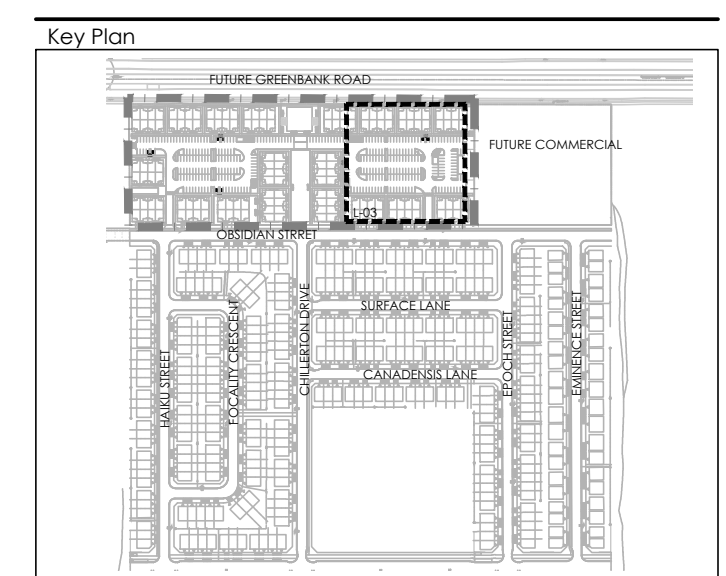 Key Plan
FUTURE GREENBANK ROAD
FUTURE COMMERCIAL
L-03
OBSIDIAN STRRET
SURFACE LANE
CANADENSIS LANE
HAIKU STREET
FOCALITY CRESCENT
CHILLERTON DRIVE
EPOCH STREET
EMINENCE STREET